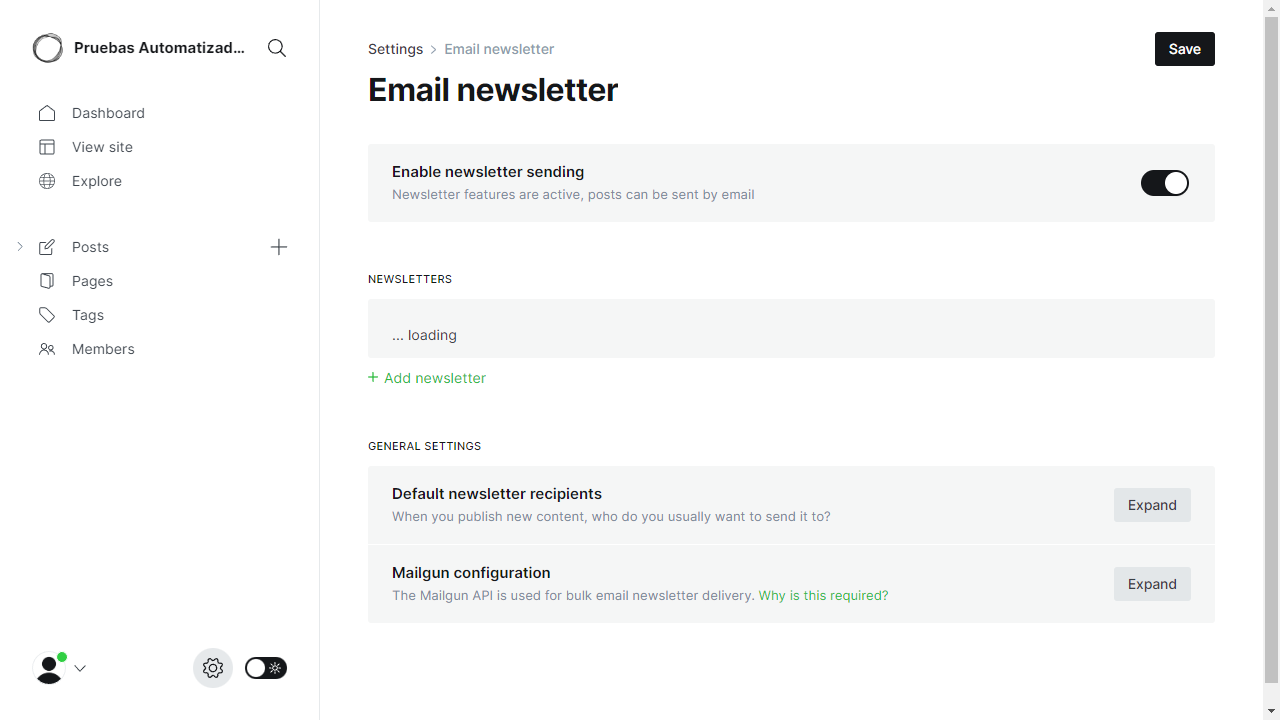 Pruebas Automatizad...
Dashboard
View site
Explore
Posts
Pages
Tags
Members
Settings
Email newsletter
Save
Email newsletter
Enable newsletter sending
Newsletter features are active, posts can be sent by email
NEWSLETTERS
... loading
+ Add newsletter
GENERAL SETTINGS
Default newsletter recipients
When you publish new content, who do you usually want to send it to?
Expand
Mailgun configuration
The Mailgun API is used for bulk email newsletter delivery. Why is this required?
Expand